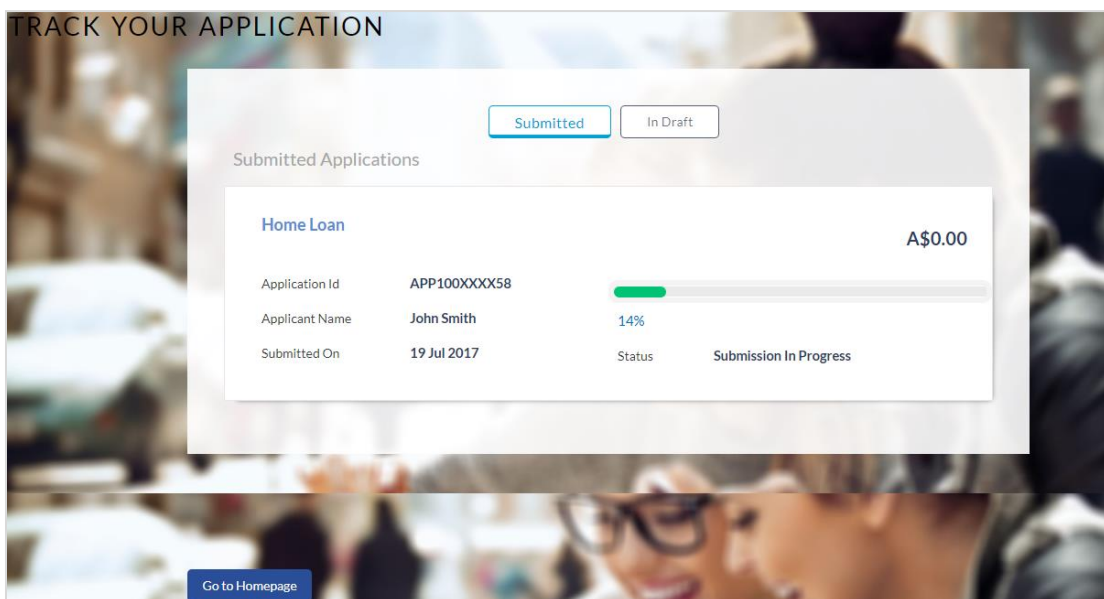 TRACK YOUR APPLICATION
Submitted
In Draft
Submitted Applications
Home Loan
A$0.00
Application Id APP100XXXX58
Applicant Name John Smith
14%
Submitted On 19 Jul 2017
Status Submission In Progress
Go to Homepage